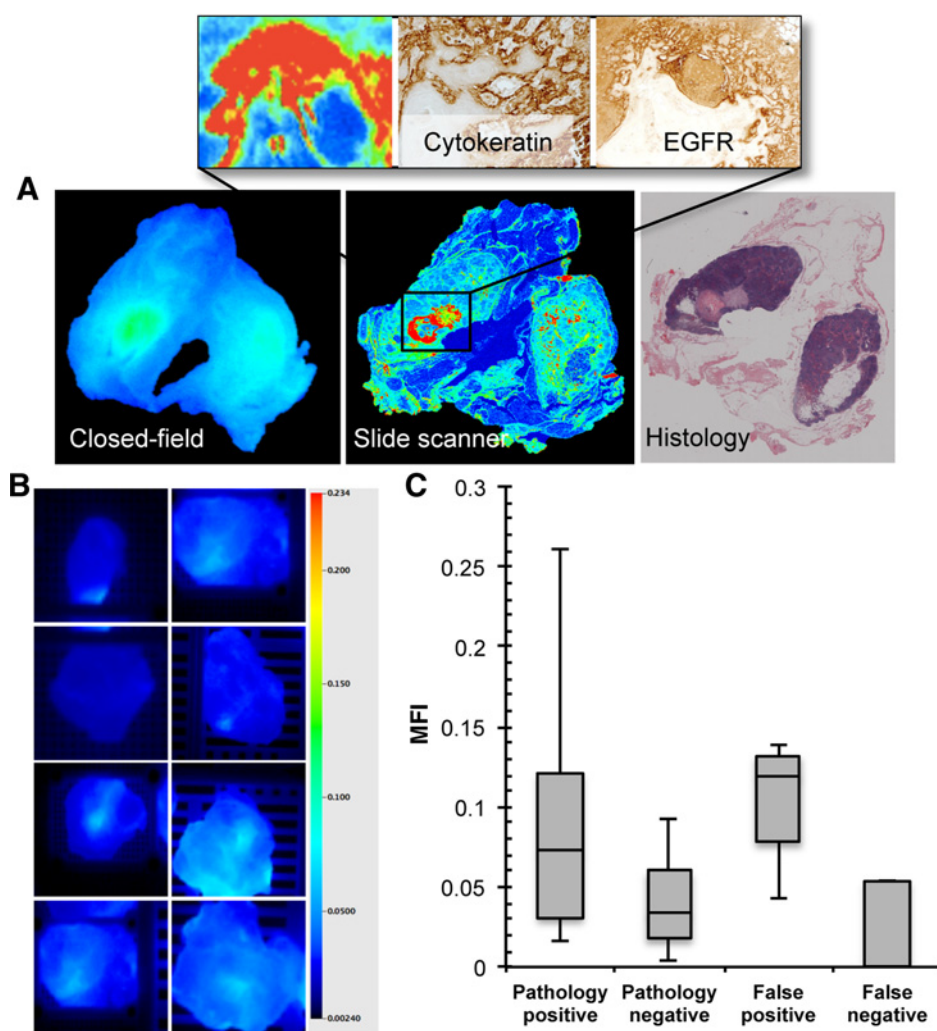 Cytokeratin
EGFR
A
Closed-field
Slide scanner
Histology
B
0.234
0.200
0.150
0.100
0.0500
0.00240
C
0.3
0.25
0.2
0.15
0.1
0.05
0
MFI
Pathology positive
Pathology negative
False positive
False negative